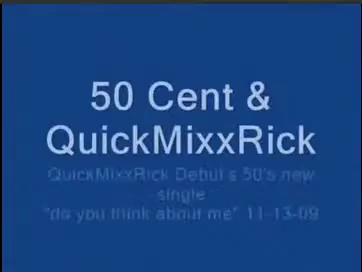 50 Cent &
QuickMixxRick
QuickMixxRick Debut's 50's new
single
"do you think about me" 11-13-09